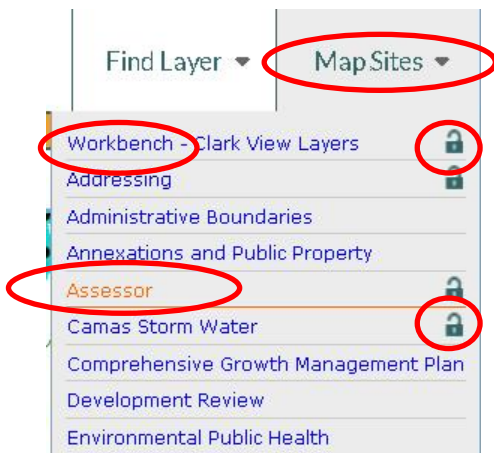 Find Layer Map Sites
Workbench - Clark View Layers
Addressing
Administrative Boundaries
Annexations and Public Property
Assessor
Camas Storm Water
Comprehensive Growth Management Plan
Development Review
Environmental Public Health